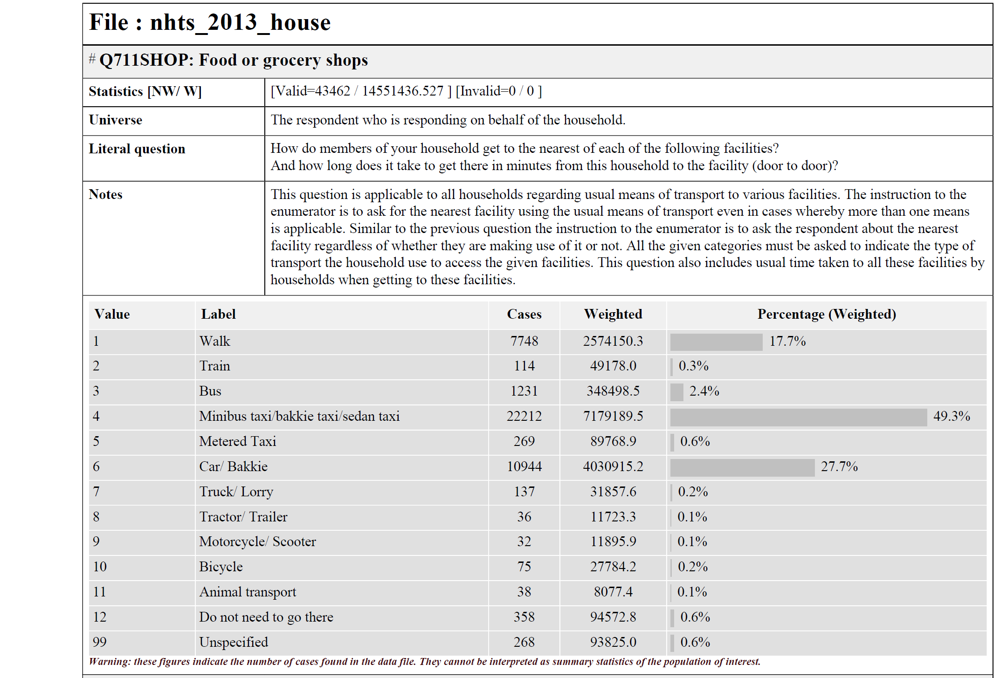 File : nhts_2013_house
# Q711SHOP: Food or grocery shops
Statistics [NW/ W] [Valid=43462 / 14551436.527 ] [Invalid=0 / 0 ]
Universe The respondent who is responding on behalf of the household.
Literal question How do members of your household get to the nearest of each of the following facilities?
And how long does it take to get there in minutes from this household to the facility (door to door)?
Notes This question is applicable to all households regarding usual means of transport to various facilities. The instruction to the
enumerator is to ask for the nearest facility using the usual means of transport even in cases whereby more than one means
is applicable. Similar to the previous question the instruction to the enumerator is to ask the respondent about the nearest
facility regardless of whether they are making use of it or not. All the given categories must be asked to indicate the type of
transport the household use to access the given facilities. This question also includes usual time taken to all these facilities by
households when getting to these facilities.
Value Label Cases Weighted Percentage (Weighted)
1 Walk 7748 2574150.3 17.7%
2 Train 114 49178.0 0.3%
3 Bus 1231 348498.5 2.4%
4 Minibus taxi/bakkie taxi/sedan taxi 22212 7179189.5 49.3%
5 Metered Taxi 269 89768.9 0.6%
6 Car/ Bakkie 10944 4030915.2 27.7%
7 Truck/ Lorry 137 31857.6 0.2%
8 Tractor/ Trailer 36 11723.3 0.1%
9 Motorcycle/ Scooter 32 11895.9 0.1%
10 Bicycle 75 27784.2 0.2%
11 Animal transport 38 8077.4 0.1%
12 Do not need to go there 358 94572.8 0.6%
99 Unspecified 268 93825.0 0.6%
Warning: these figures indicate the number of cases found in the data file. They cannot be interpreted as summary statistics of the population of interest.